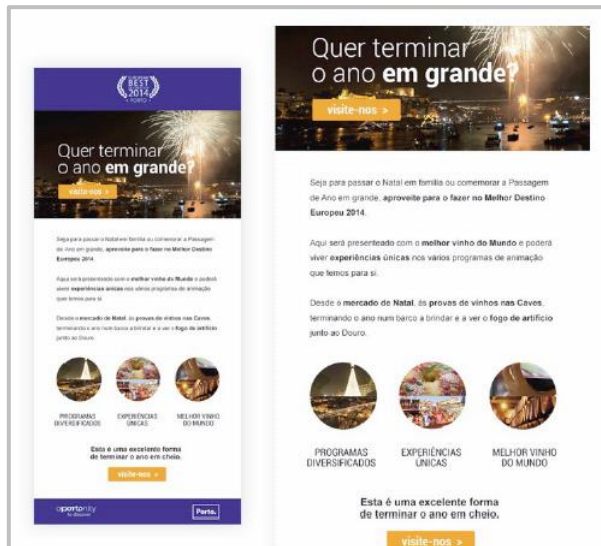 EUROPEAN
BEST
DESTINATION
2014
PORTO
Quer terminar
o ano em grande?
visite-nos >
Seja para passar o Natal em família ou comemorar a Passagem
de Ano em grande, aproveite para o fazer no Melhor Destino
Europeu 2014.
Aqui será presenteado com o melhor vinho do Mundo e poderá
viver experiências únicas nos vários programas de animação
que temos para si.
Desde o mercado de Natal, às provas de vinhos nas Caves,
terminando o ano num barco a brindar e a ver o fogo de artifício
junto ao Douro.
PROGRAMAS
DIVERSIFICADOS
EXPERIÊNCIAS
ÚNICAS
MELHOR VINHO
DO MUNDO
Esta é uma excelente forma
de terminar o ano em cheio.
visite-nos >
oportonity
to discover
Porto.
Quer terminar
o ano em grande?
visite-nos >
Seja para passar o Natal em família ou comemorar a Passagem
de Ano em grande, aproveite para o fazer no Melhor Destino
Europeu 2014.
Aqui será presenteado com o melhor vinho do Mundo e poderá
viver experiências únicas nos vários programas de animação
que temos para si.
Desde o mercado de Natal, às provas de vinhos nas Caves,
terminando o ano num barco a brindar e a ver o fogo de artifício
junto ao Douro.
PROGRAMAS
DIVERSIFICADOS
EXPERIÊNCIAS
ÚNICAS
MELHOR VINHO
DO MUNDO
Esta é uma excelente forma
de terminar o ano em cheio.
visite-nos >